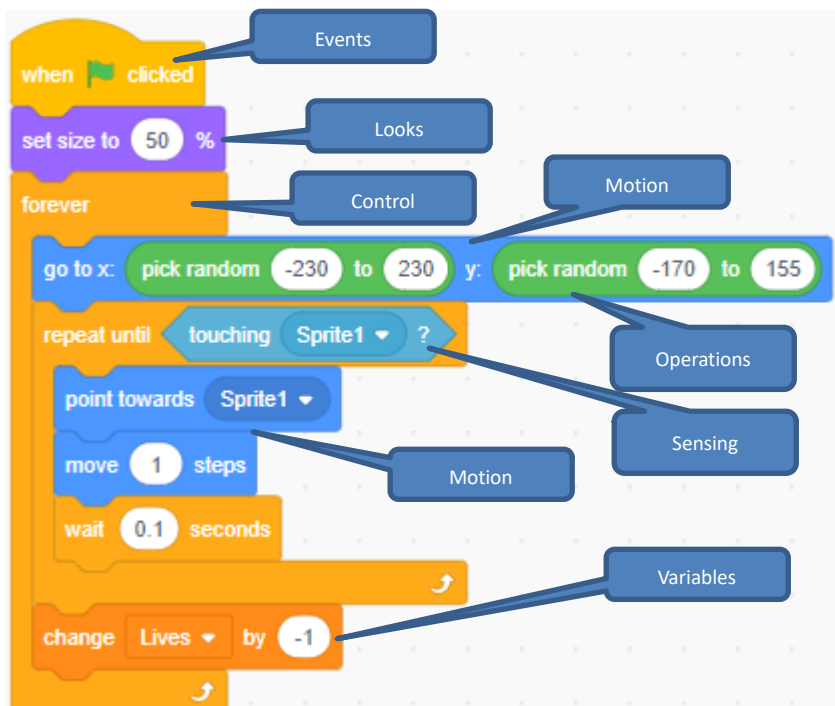 Events
when clicked
set size to 50 %
Looks
forever
Control
Motion
go to x: pick random -230 to 230 y: pick random -170 to 155
repeat until touching Sprite1 ?
Operations
point towards Sprite1
Sensing
move 1 steps
Motion
wait 0.1 seconds
Variables
change Lives by -1